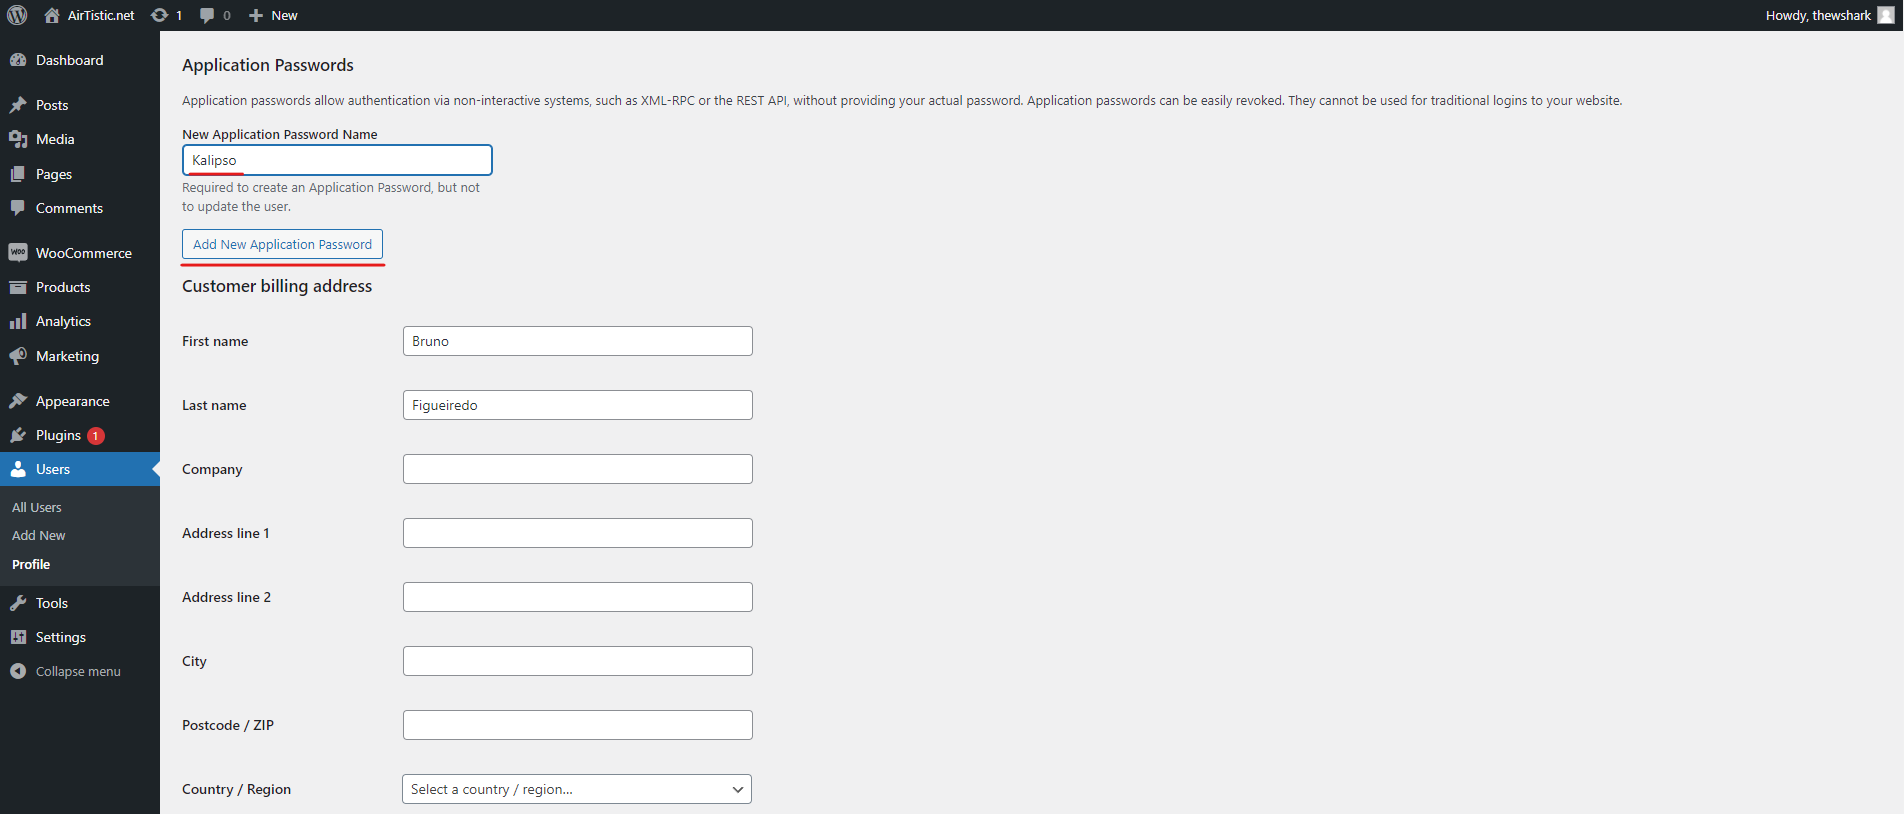 AirTistic.net 1 0 New
Howdy, thewshark
Dashboard
Posts
Media
Pages
Comments
WOO WooCommerce
Products
Analytics
Marketing
Appearance
Plugins 1
Users
All Users
Add New
Profile
Tools
Settings
Collapse menu
Application Passwords
Application passwords allow authentication via non-interactive systems, such as XML-RPC or the REST API, without providing your actual password. Application passwords can be easily revoked. They cannot be used for traditional logins to your website.
New Application Password Name
Kalipso
Required to create an Application Password, but not
to update the user.
Add New Application Password
Customer billing address
First name Bruno
Last name Figueiredo
Company
Address line 1
Address line 2
City
Postcode / ZIP
Country / Region Select a country / region...